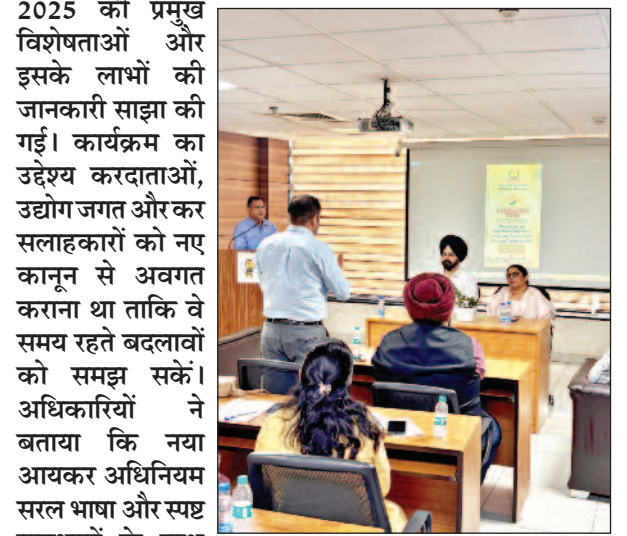 2025 की प्रमुख
विशेषताओं और
इसके लाभों की
जानकारी साझा की
गई। कार्यक्रम का
उद्देश्य करदाताओं,
उद्योग जगत और कर
सलाहकारों को नए
कानून से अवगत
कराना था ताकि वे
समय रहते बदलावों
को समझ सकें।
अधिकारियों ने
बताया कि नया
आयकर अधिनियम
सरल भाषा और स्पष्ट